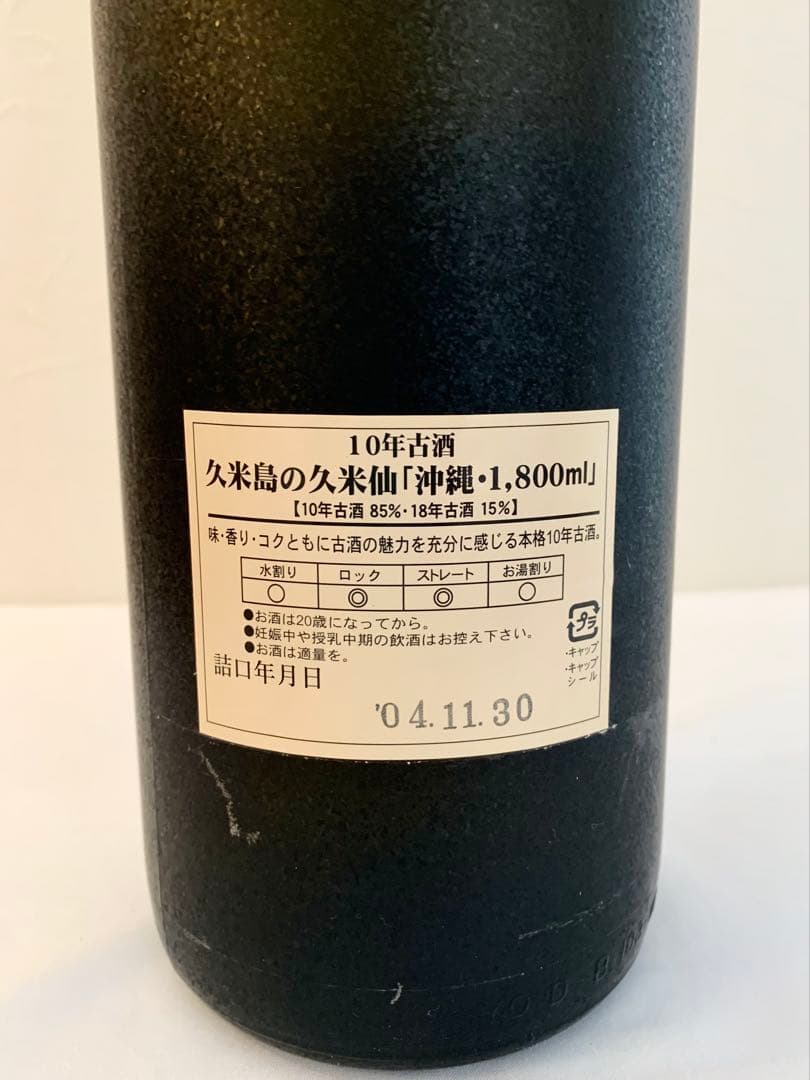 10年古酒
久米島の久米仙「沖縄・1,800ml」
【10年古酒 85%・18年古酒 15%】
味・香り・コクともに古酒の魅力を充分に感じる本格10年古酒。
水割り ロック ストレート お湯割り
○ ◎ ◎ ○
●お酒は20歳になってから。
●妊娠中や授乳中期の飲酒はお控え下さい。
●お酒は適量を。
プラ
・キャップ
・キャップ
シール
詰口年月日
'04.11.30